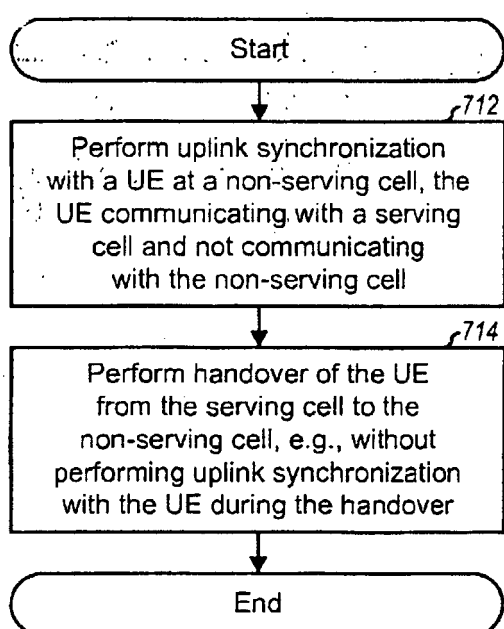 Start
712
Perform uplink synchronization
with a UE at a non-serving cell, the
UE communicating with a serving
cell and not communicating
with the non-serving cell
714
Perform handover of the UE
from the serving cell to the
non-serving cell, e.g., without
performing uplink synchronization
with the UE during the handover
End